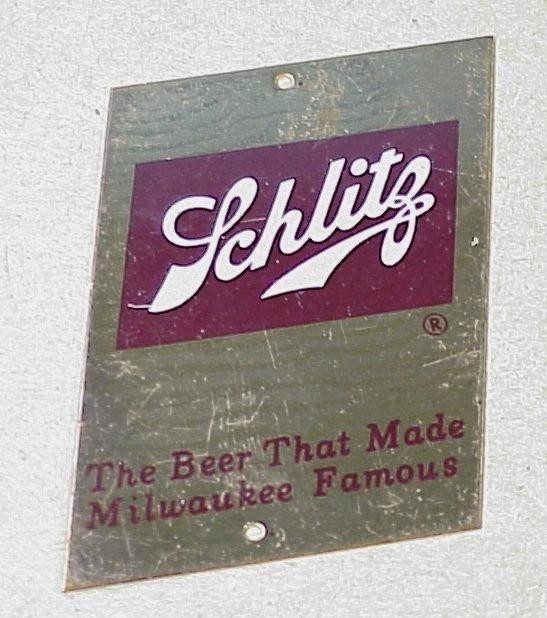 Schlitz
®
The Beer That Made
Milwaukee Famous